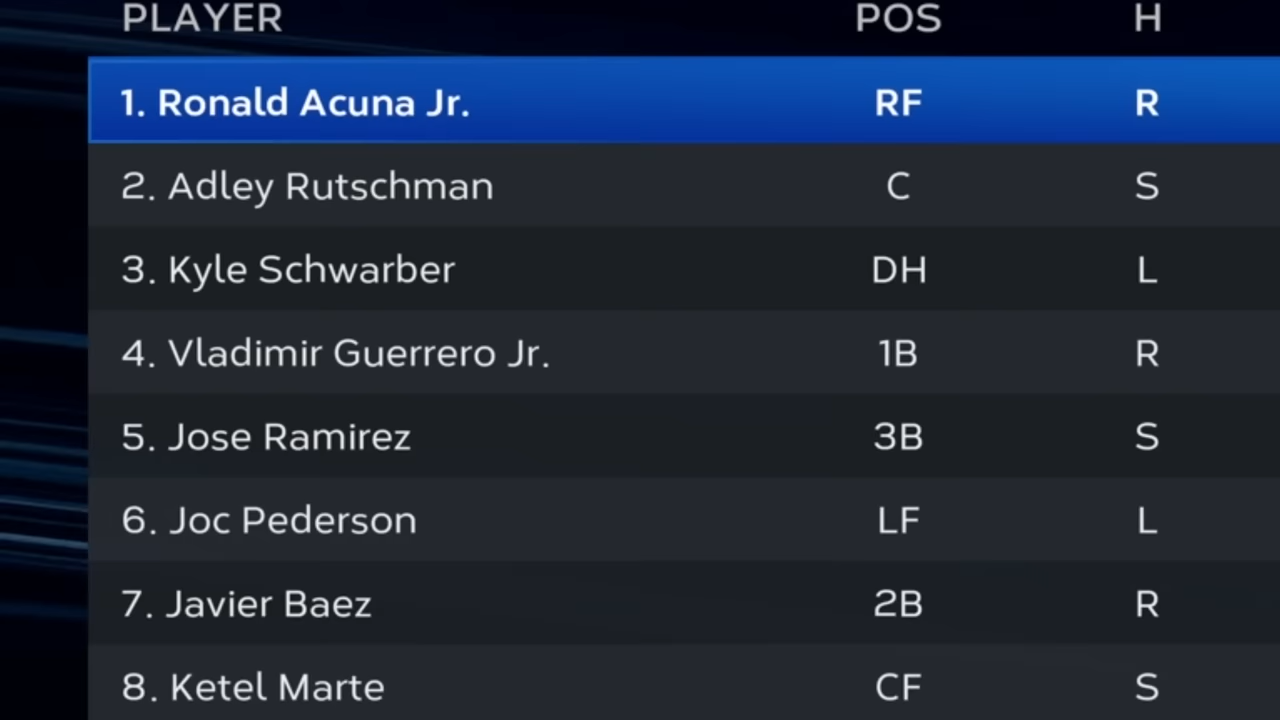 PLAYER POS H
1. Ronald Acuna Jr. RF R
2. Adley Rutschman C S
3. Kyle Schwarber DH L
4. Vladimir Guerrero Jr. 1B R
5. Jose Ramirez 3B S
6. Joc Pederson LF L
7. Javier Baez 2B R
8. Ketel Marte CF S